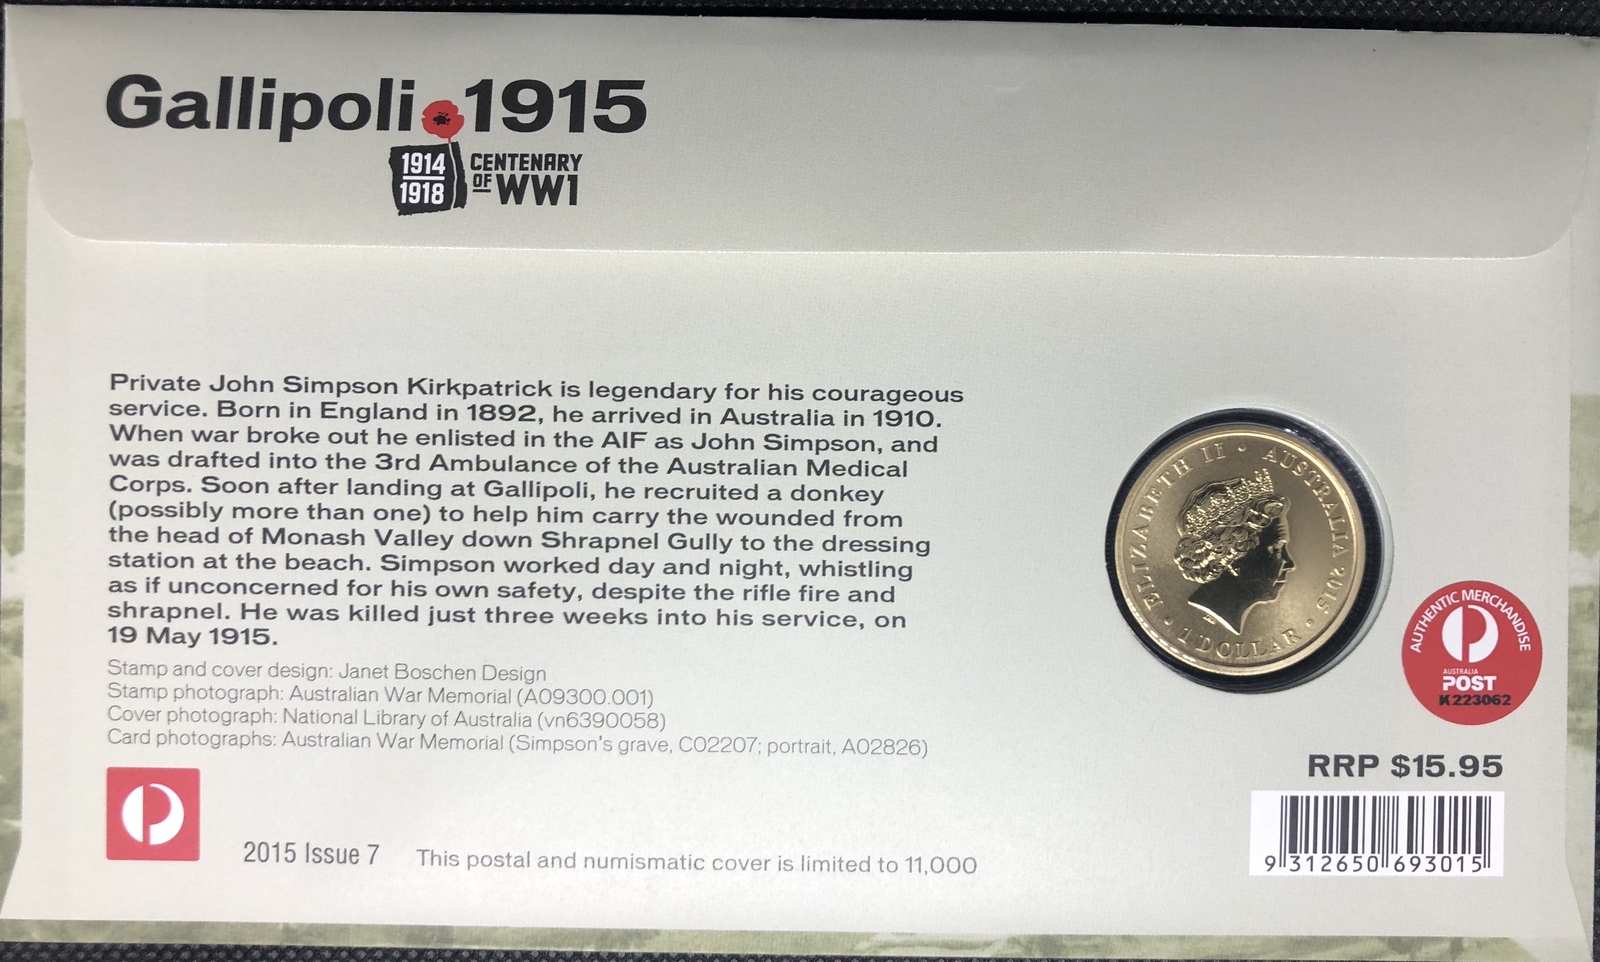 Gallipoli 1915
1914
1918
CENTENARY
OF WW1
Private John Simpson Kirkpatrick is legendary for his courageous
service. Born in England in 1892, he arrived in Australia in 1910.
When war broke out he enlisted in the AIF as John Simpson, and
was drafted into the 3rd Ambulance of the Australian Medical
Corps. Soon after landing at Gallipoli, he recruited a donkey
(possibly more than one) to help him carry the wounded from
the head of Monash Valley down Shrapnel Gully to the dressing
station at the beach. Simpson worked day and night, whistling
as if unconcerned for his own safety, despite the rifle fire and
shrapnel. He was killed just three weeks into his service, on
19 May 1915.
Stamp and cover design: Janet Boschen Design
Stamp photograph: Australian War Memorial (A09300.001)
Cover photograph: National Library of Australia (vn6390058)
Card photographs: Australian War Memorial (Simpson's grave, C02207; portrait, A02826)
2015 Issue 7
This postal and numismatic cover is limited to 11,000
ELIZABETH II • AUSTRALIA 2015 •
1 DOLLAR •
AUTHENTIC MERCHANDISE
AUSTRALIA
POST
K223062
RRP $15.95
9 312650 693015